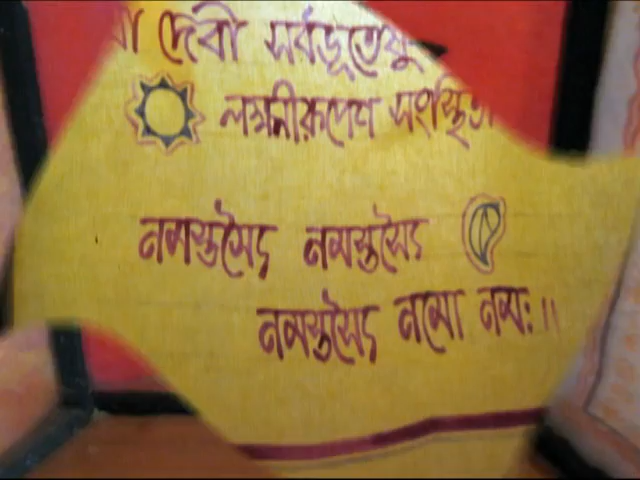 যা দেবী সর্বভূতেষু
লক্ষ্মীরূপেণ সংস্থিতা
নমস্তস্যৈ নমস্তস্যৈ
নমস্তস্যৈ নমো নমঃ।।